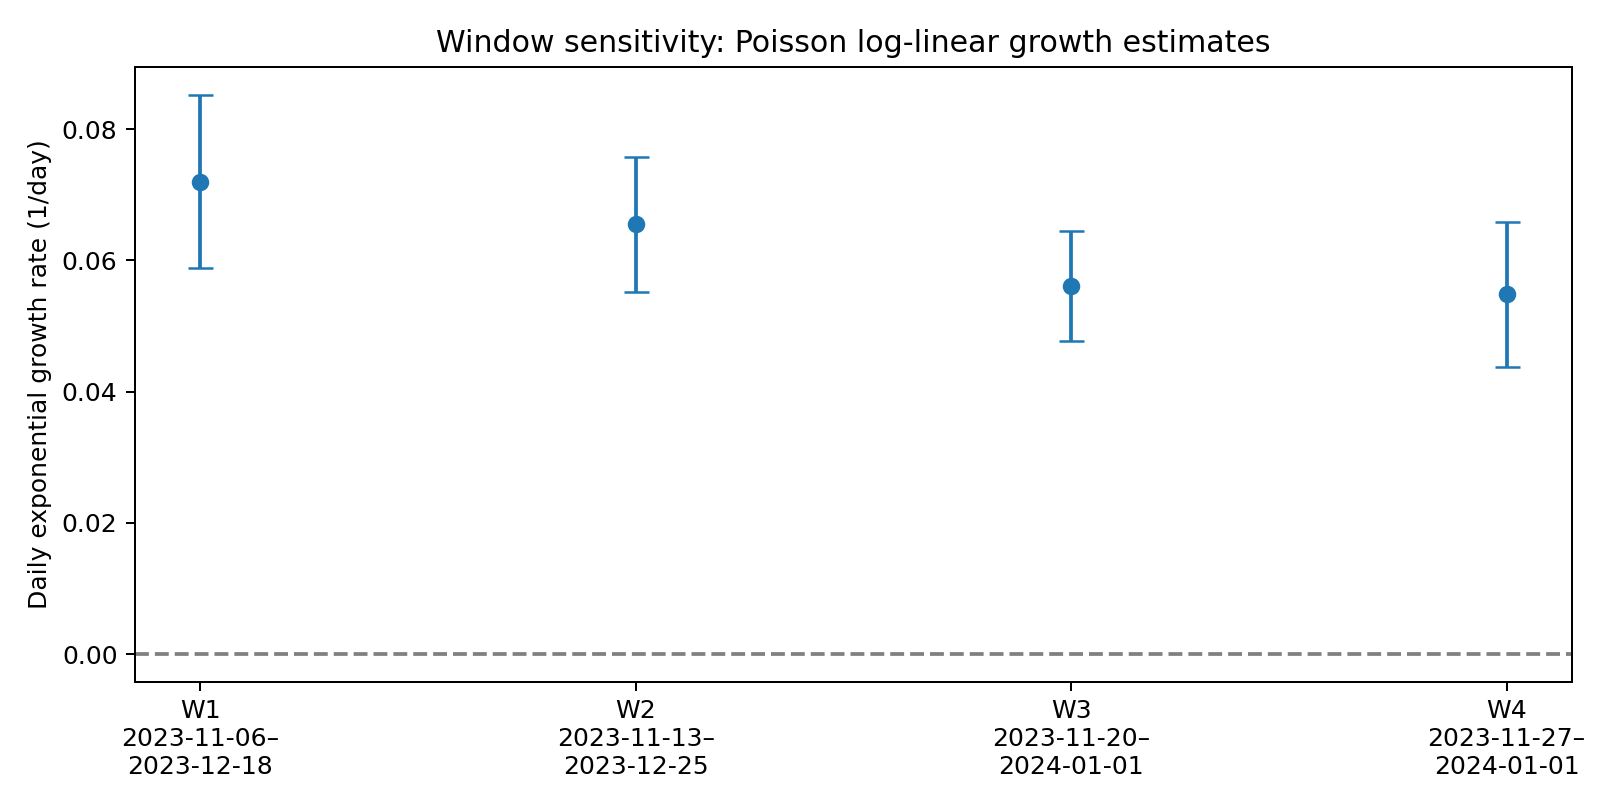 Window sensitivity: Poisson log-linear growth estimates
Daily exponential growth rate (1/day)
0.08
0.06
0.04
0.02
0.00
W1
2023-11-06–
2023-12-18
W2
2023-11-13–
2023-12-25
W3
2023-11-20–
2024-01-01
W4
2023-11-27–
2024-01-01